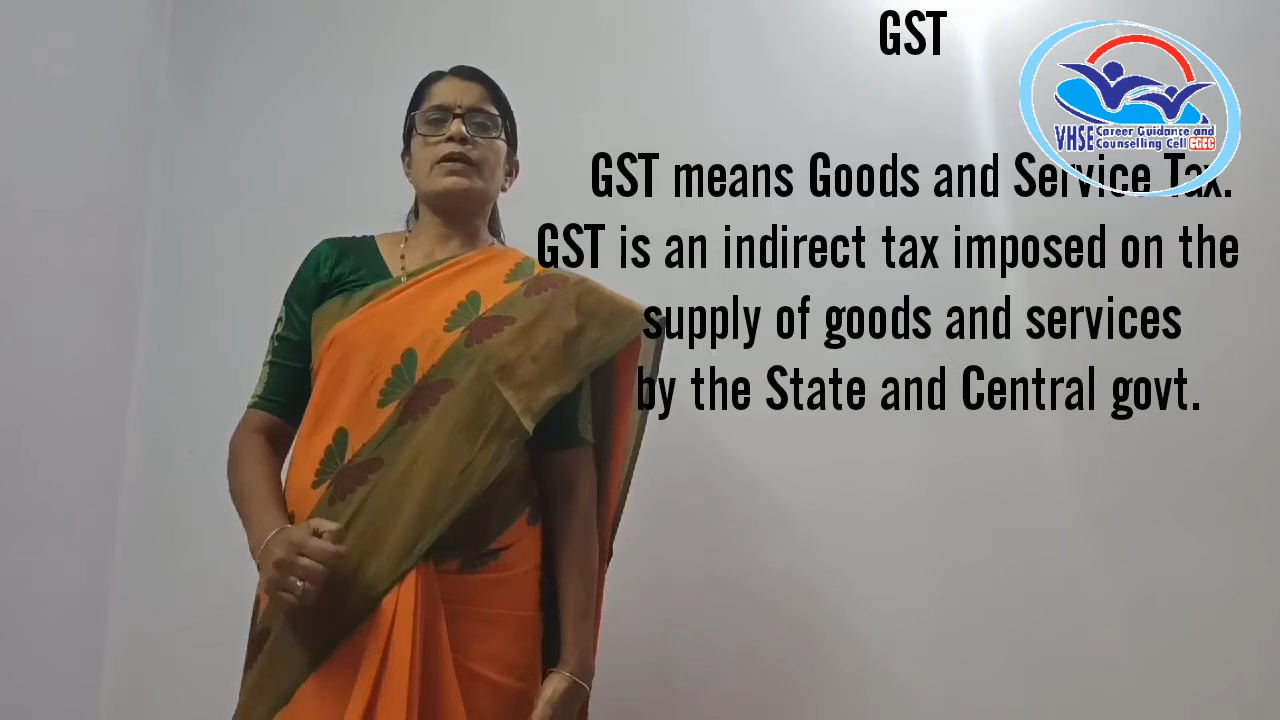 GST
VHSE Career Guidance and
Counselling Cell CGCC
GST means Goods and Service Tax.
GST is an indirect tax imposed on the
supply of goods and services
by the State and Central govt.